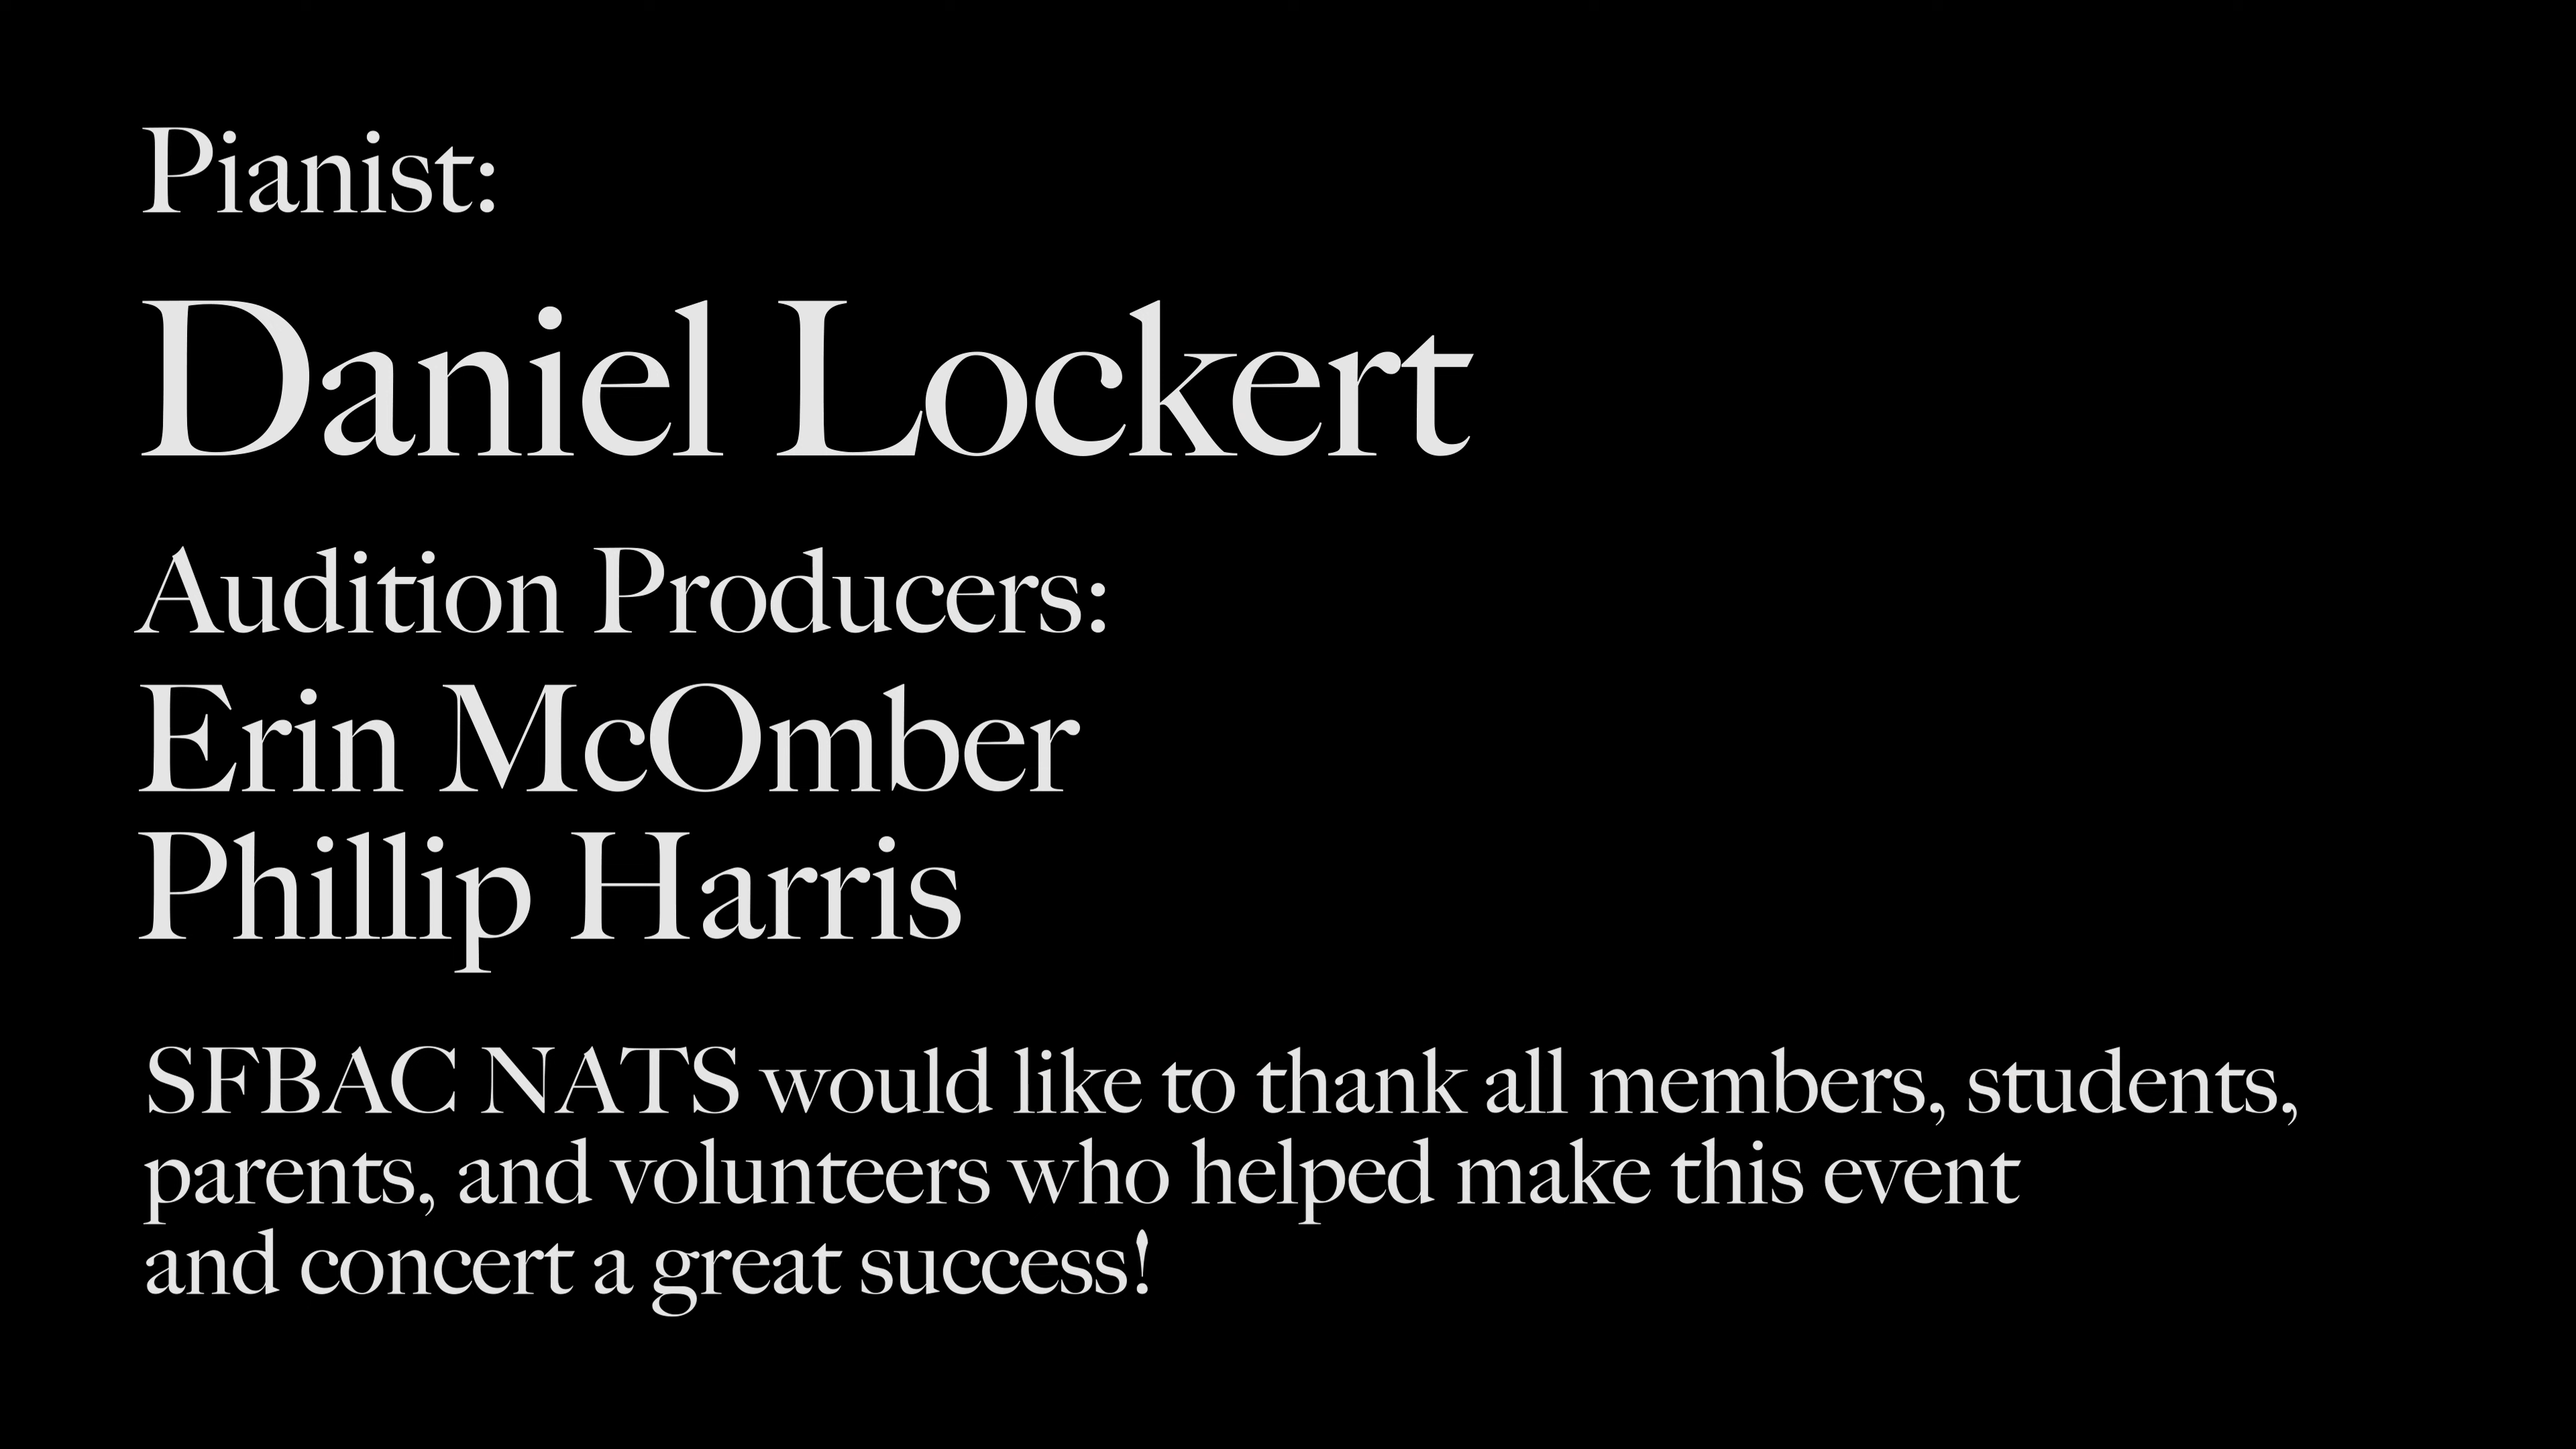 Pianist:
Daniel Lockert
Audition Producers:
Erin McOmber
Phillip Harris
SFBAC NATS would like to thank all members, students,
parents, and volunteers who helped make this event
and concert a great success!